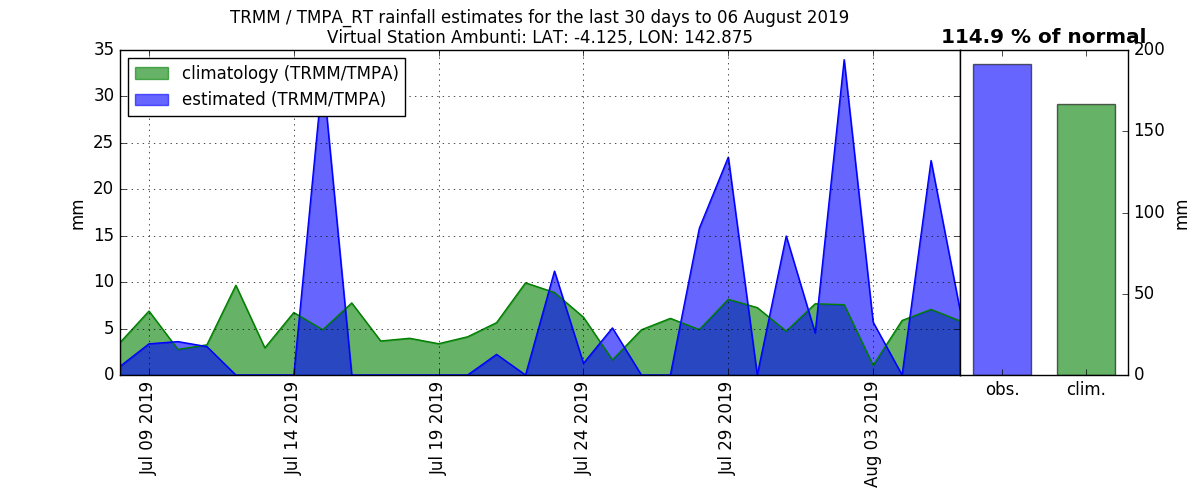 TRMM / TMPA_RT rainfall estimates for the last 30 days to 06 August 2019
Virtual Station Ambunti: LAT: -4.125, LON: 142.875
114.9 % of normal
climatology (TRMM/TMPA)
estimated (TRMM/TMPA)
35
30
25
20
15
10
5
0
mm
Jul 09 2019
Jul 14 2019
Jul 19 2019
Jul 24 2019
Jul 29 2019
Aug 03 2019
200
150
100
50
0
mm
obs.
clim.